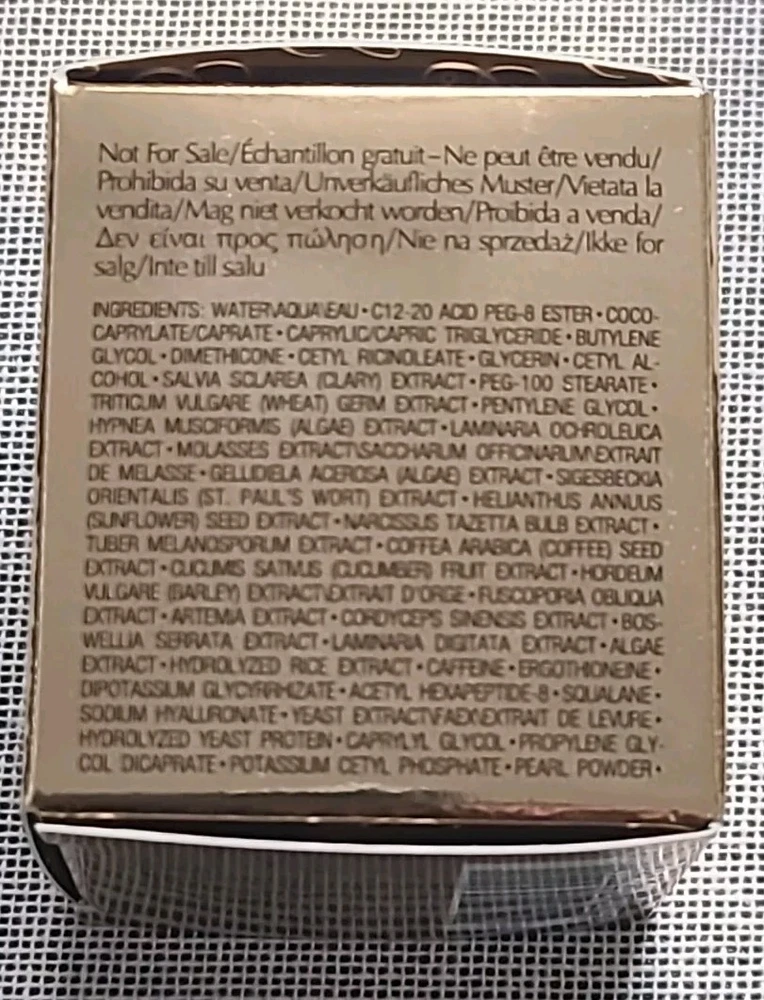 Not For Sale/Échantillon gratuit–Ne peut être vendu/
Prohibida su venta/Unverkäufliches Muster/Vietata la
vendita/Mag niet verkocht worden/Proibida a venda/
Δεν είναι προς πώληση/Nie na sprzedaż/Ikke for
salg/Inte till salu
INGREDIENTS: WATER\AQUA\EAU • C12-20 ACID PEG-8 ESTER • COCO-
CAPRYLATE/CAPRATE • CAPRYLIC/CAPRIC TRIGLYCERIDE • BUTYLENE
GLYCOL • DIMETHICONE • CETYL RICINOLEATE • GLYCERIN • CETYL AL-
COHOL • SALVIA SCLAREA (CLARY) EXTRACT • PEG-100 STEARATE •
TRITICUM VULGARE (WHEAT) GERM EXTRACT • PENTYLENE GLYCOL •
HYPNEA MUSCIFORMIS (ALGAE) EXTRACT • LAMINARIA OCHROLEUCA
EXTRACT • MOLASSES EXTRACT\SACCHARUM OFFICINARUM\EXTRAIT
DE MELASSE • GELLIDIELA ACEROSA (ALGAE) EXTRACT • SIGESBECKIA
ORIENTALIS (ST. PAUL'S WORT) EXTRACT • HELIANTHUS ANNUUS
(SUNFLOWER) SEED EXTRACT • NARCISSUS TAZETTA BULB EXTRACT •
TUBER MELANOSPORUM EXTRACT • COFFEA ARABICA (COFFEE) SEED
EXTRACT • CUCUMIS SATIVUS (CUCUMBER) FRUIT EXTRACT • HORDEUM
VULGARE (BARLEY) EXTRACT\EXTRAIT D'ORGE • FUSCOPORIA OBLIQUA
EXTRACT • ARTEMIA EXTRACT • CORDYCEPS SINENSIS EXTRACT • BOS-
WELLIA SERRATA EXTRACT • LAMINARIA DIGITATA EXTRACT • ALGAE
EXTRACT • HYDROLYZED RICE EXTRACT • CAFFEINE • ERGOTHIONEINE •
DIPOTASSIUM GLYCYRRHIZATE • ACETYL HEXAPEPTIDE-8 • SQUALANE •
SODIUM HYALURONATE • YEAST EXTRACT\FAEX\EXTRAIT DE LEVURE •
HYDROLYZED YEAST PROTEIN • CAPRYLYL GLYCOL • PROPYLENE GLY-
COL DICAPRATE • POTASSIUM CETYL PHOSPHATE • PEARL POWDER •